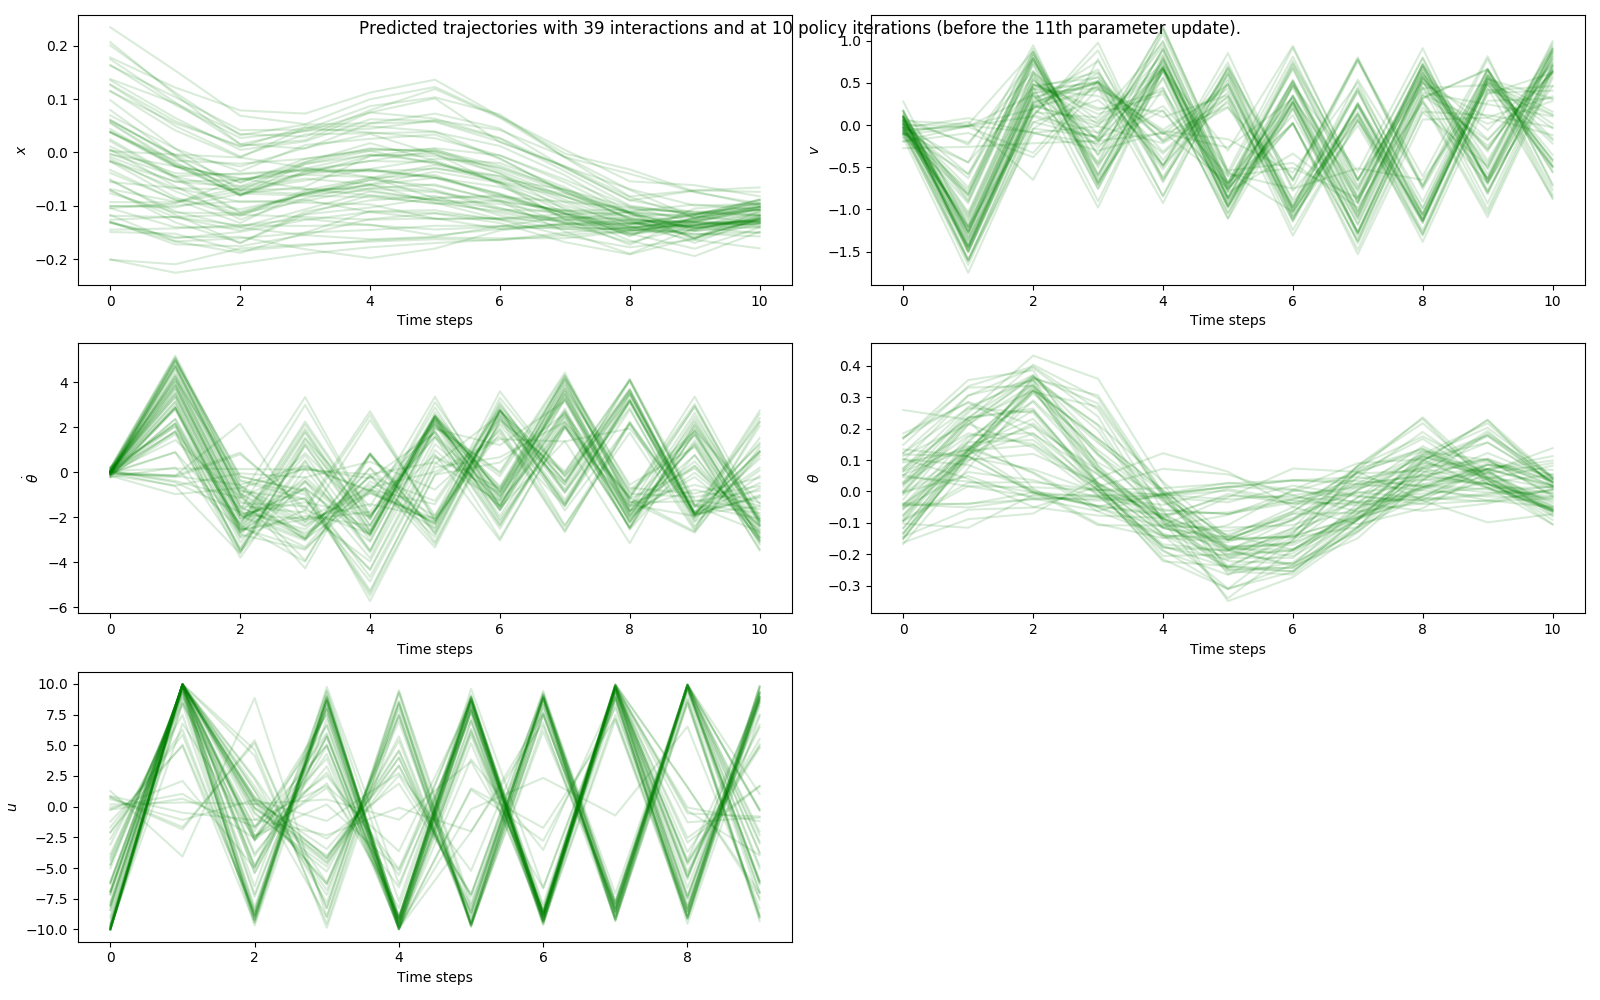 Predicted trajectories with 39 interactions and at 10 policy iterations (before the 11th parameter update).
0.2
0.1
0.0
−0.1
−0.2
x
0 2 4 6 8 10
Time steps
1.0
0.5
0.0
−0.5
−1.0
−1.5
v
0 2 4 6 8 10
Time steps
4
2
0
−2
−4
−6
θ̇
0 2 4 6 8 10
Time steps
0.4
0.3
0.2
0.1
0.0
−0.1
−0.2
−0.3
θ
0 2 4 6 8 10
Time steps
10.0
7.5
5.0
2.5
0.0
−2.5
−5.0
−7.5
−10.0
u
0 2 4 6 8
Time steps